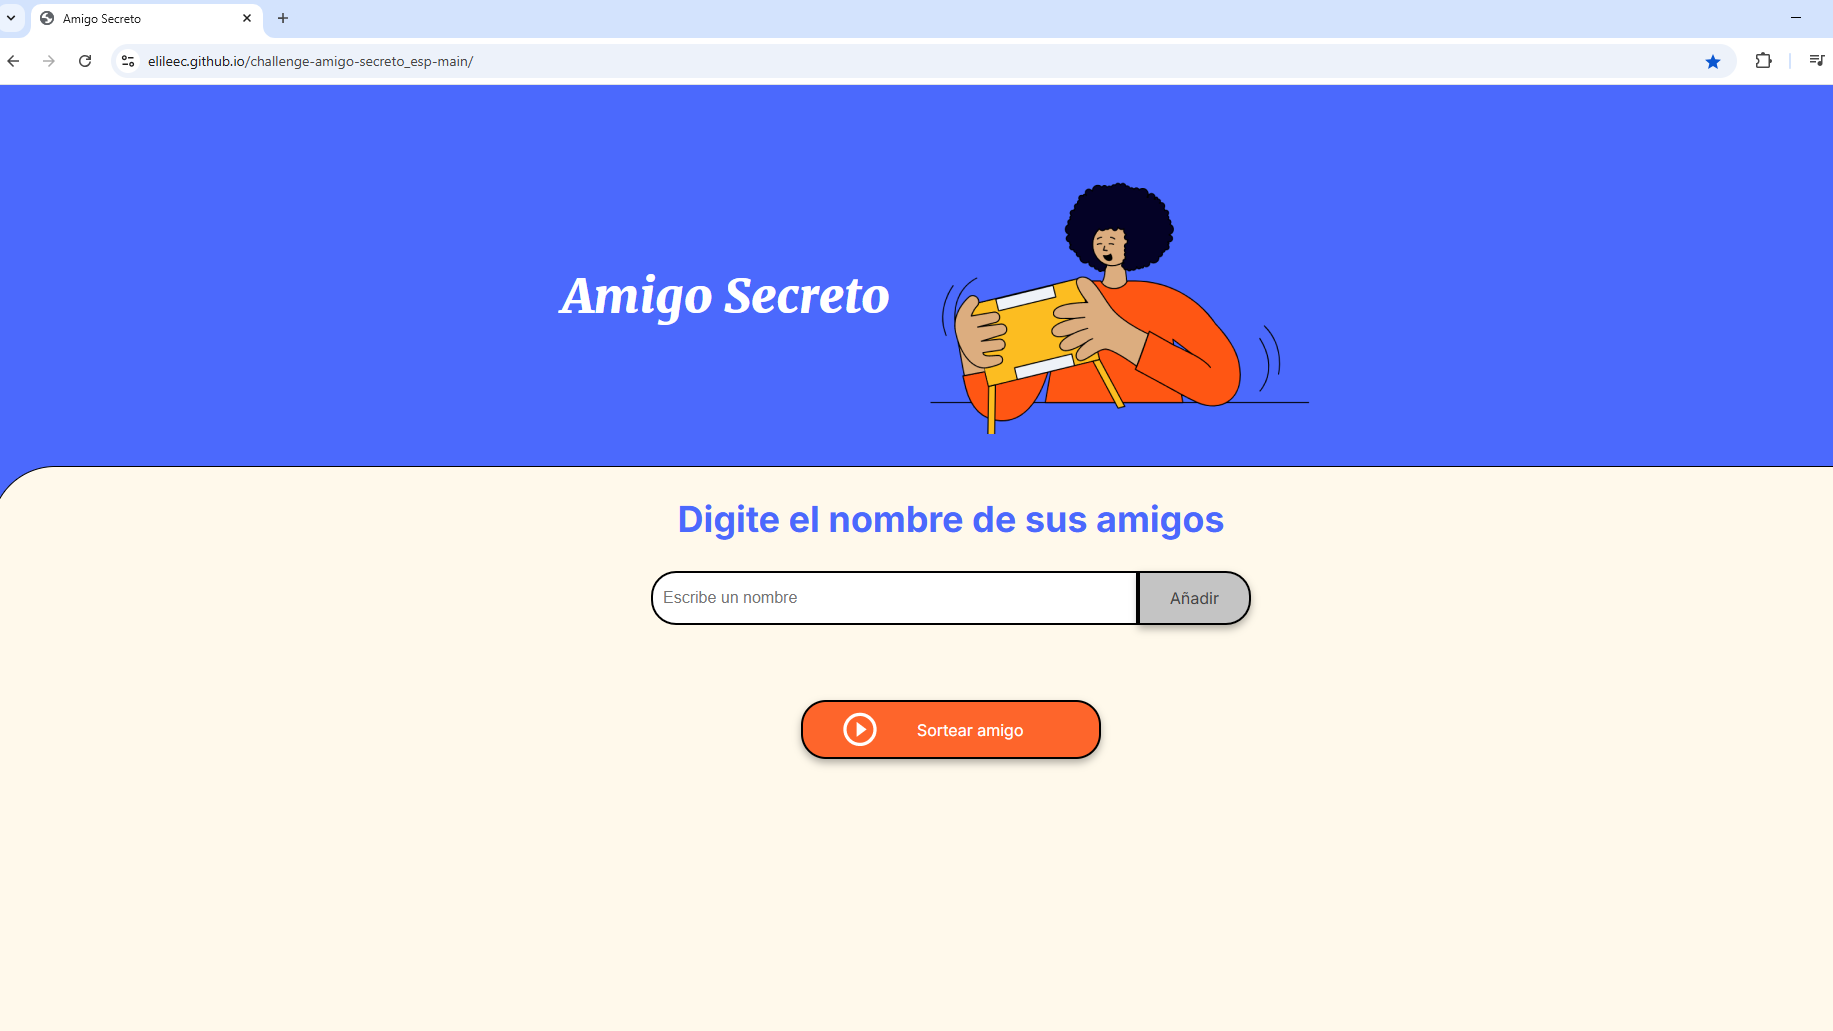 Amigo Secreto
elileec.github.io/challenge-amigo-secreto_esp-main/
Amigo Secreto
Digite el nombre de sus amigos
Escribe un nombre
Añadir
Sortear amigo